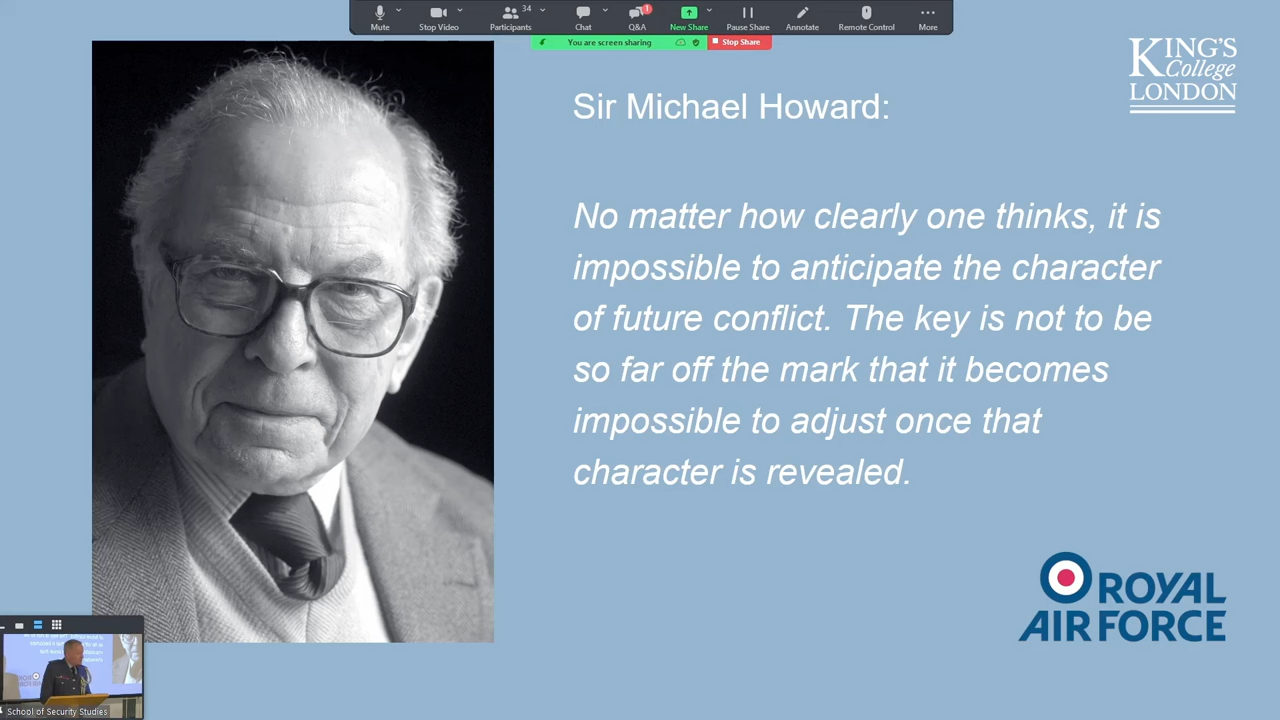 Mute
Stop Video
Participants
34
Chat
Q&A
1
New Share
Pause Share
Annotate
Remote Control
More
You are screen sharing
Stop Share
KING'S
College
LONDON
Sir Michael Howard:
No matter how clearly one thinks, it is
impossible to anticipate the character
of future conflict. The key is not to be
so far off the mark that it becomes
impossible to adjust once that
character is revealed.
ROYAL
AIR FORCE
School of Security Studies